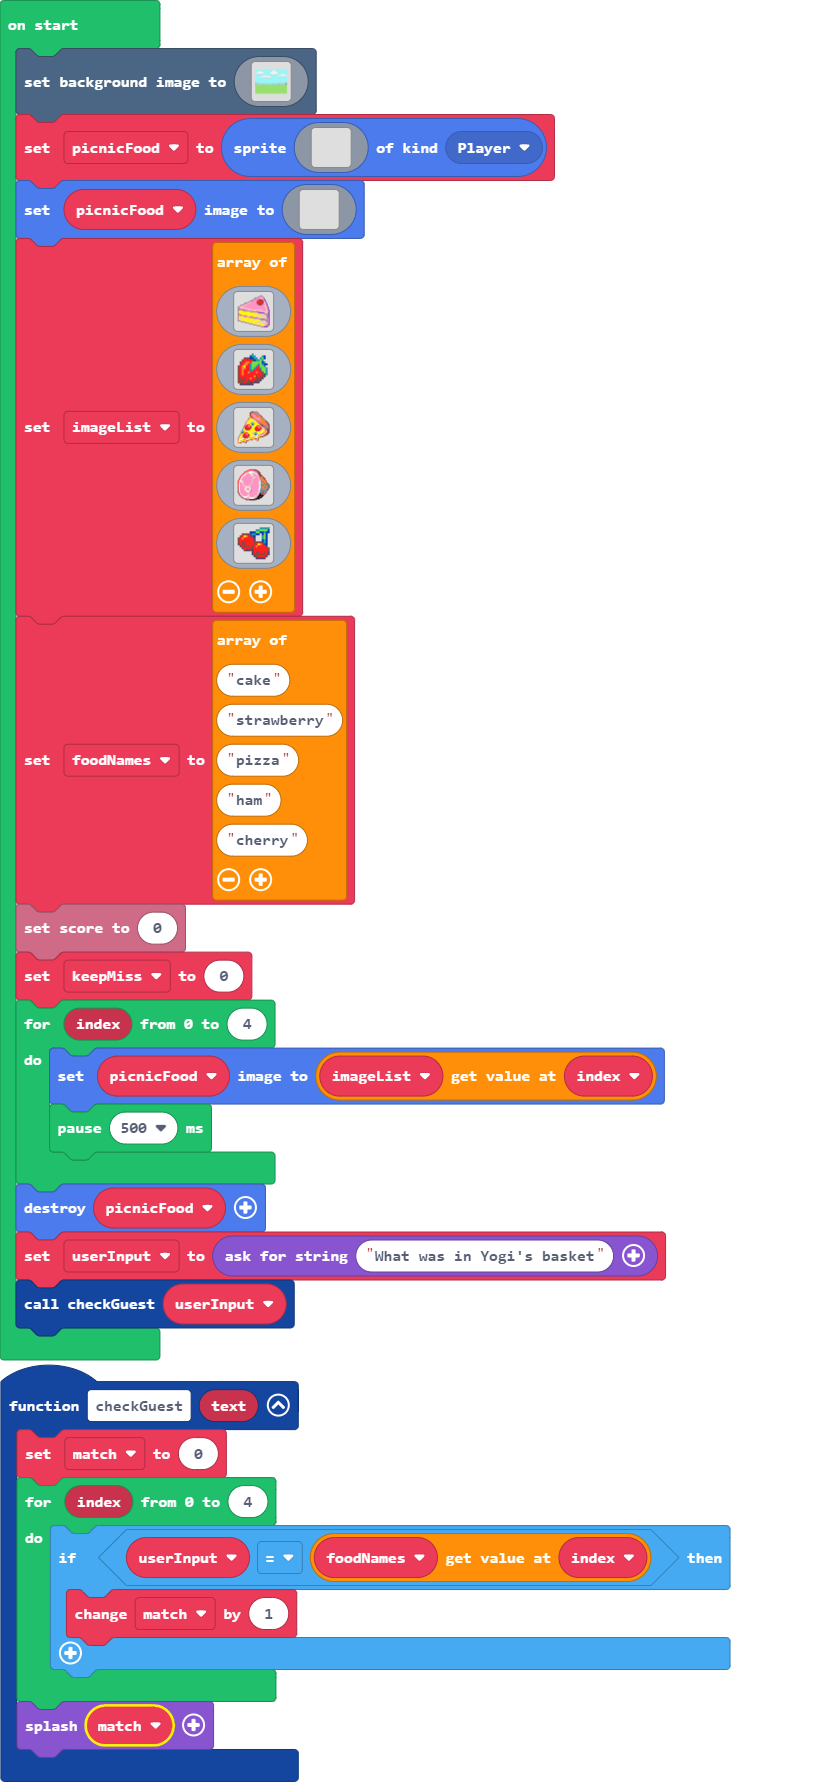 on start
set background image to
set picnicFood to sprite of kind Player
set picnicFood image to
array of
set imageList to
array of
"cake"
"strawberry"
set foodNames to "pizza"
"ham"
"cherry"
set score to 0
set keepMiss to 0
for index from 0 to 4
do
set picnicFood image to imageList get value at index
pause 500 ms
destroy picnicFood
set userInput to ask for string "What was in Yogi's basket"
call checkGuest userInput
function checkGuest text
set match to 0
for index from 0 to 4
do
if userInput = foodNames get value at index then
change match by 1
splash match